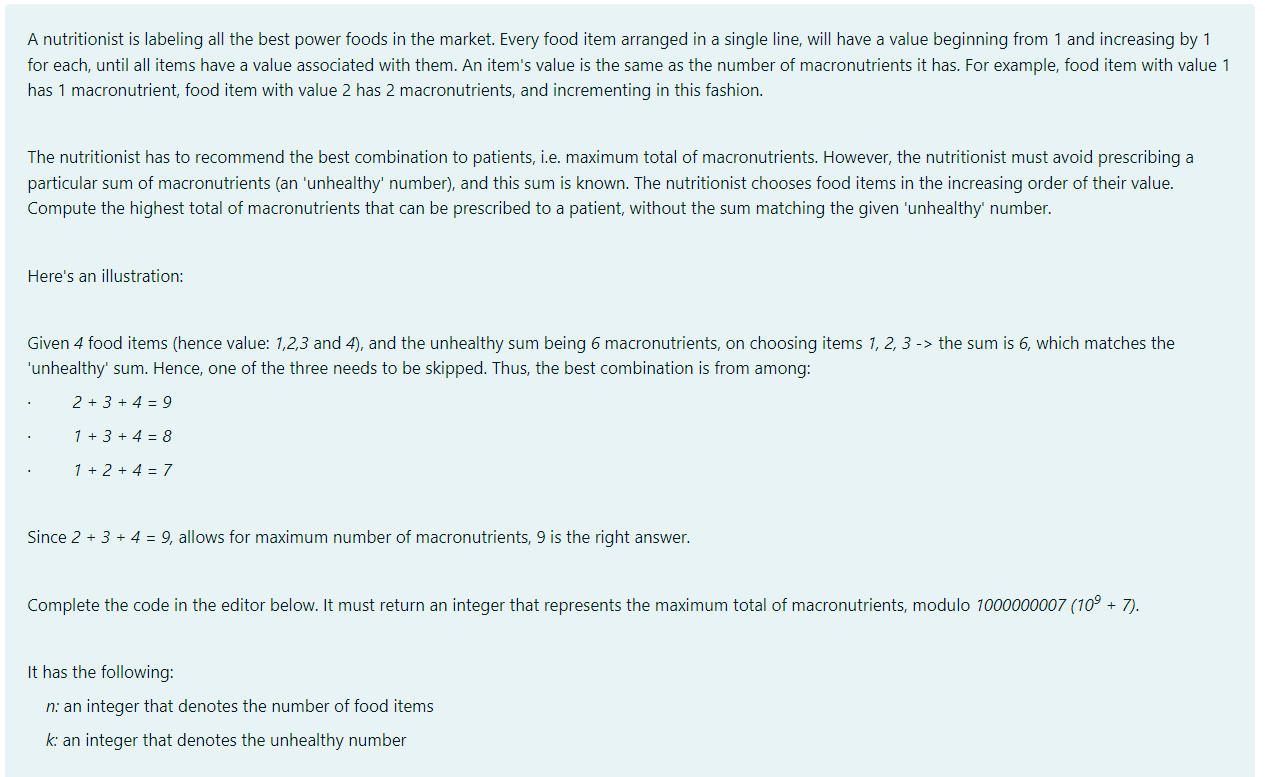 A nutritionist is labeling all the best power foods in the market. Every food item arranged in a single line, will have a value beginning from 1 and increasing by 1
for each, until all items have a value associated with them. An item's value is the same as the number of macronutrients it has. For example, food item with value 1
has 1 macronutrient, food item with value 2 has 2 macronutrients, and incrementing in this fashion.
The nutritionist has to recommend the best combination to patients, i.e. maximum total of macronutrients. However, the nutritionist must avoid prescribing a
particular sum of macronutrients (an 'unhealthy' number), and this sum is known. The nutritionist chooses food items in the increasing order of their value.
Compute the highest total of macronutrients that can be prescribed to a patient, without the sum matching the given 'unhealthy' number.
Here's an illustration:
Given 4 food items (hence value: 1,2,3 and 4), and the unhealthy sum being 6 macronutrients, on choosing items 1, 2, 3 -> the sum is 6, which matches the
'unhealthy' sum. Hence, one of the three needs to be skipped. Thus, the best combination is from among:
· 2 + 3 + 4 = 9
· 1 + 3 + 4 = 8
· 1 + 2 + 4 = 7
Since 2 + 3 + 4 = 9, allows for maximum number of macronutrients, 9 is the right answer.
Complete the code in the editor below. It must return an integer that represents the maximum total of macronutrients, modulo 1000000007 (10⁹ + 7).
It has the following:
n: an integer that denotes the number of food items
k: an integer that denotes the unhealthy number